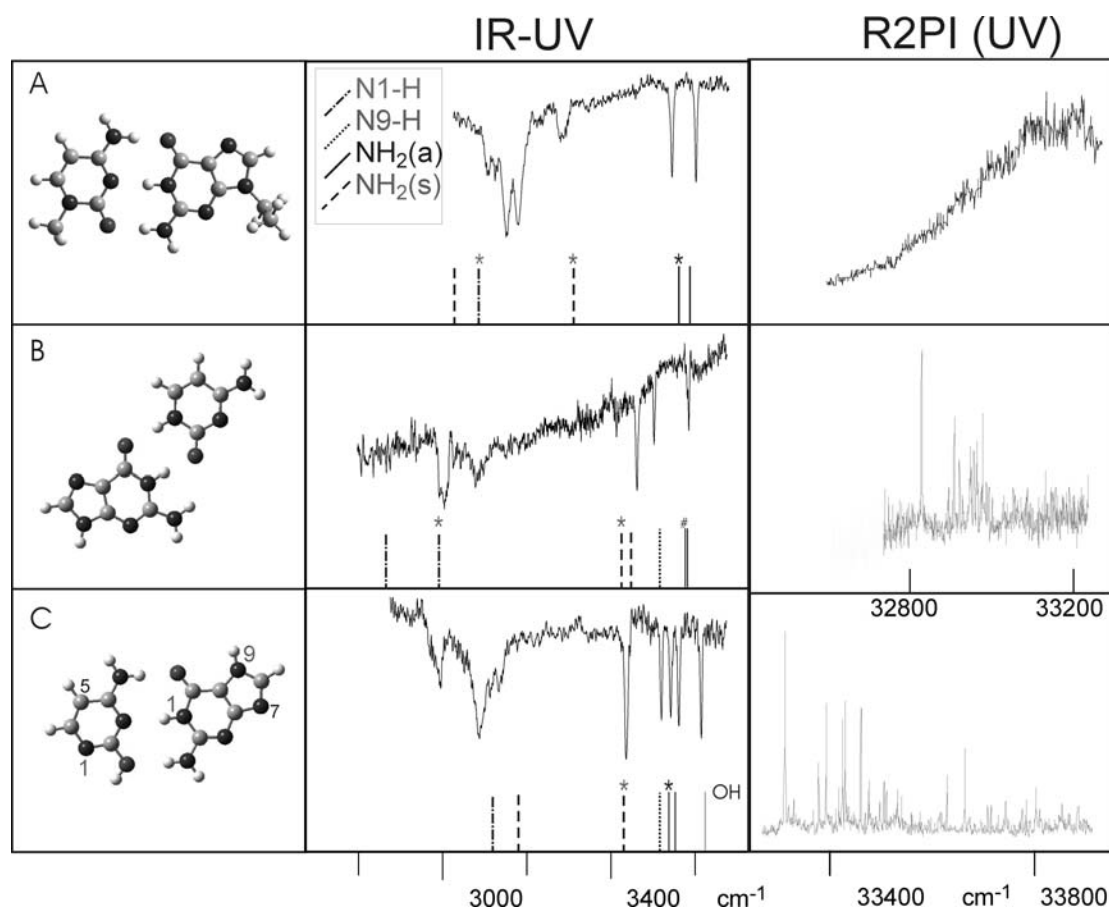 IR-UV
R2PI (UV)
A
N1-H
N9-H
NH2(a)
NH2(s)
* * *
B
* * #
32800 33200
C
9
5
1
7
1
* *
OH
3000 3400 cm-1
33400 cm-1 33800